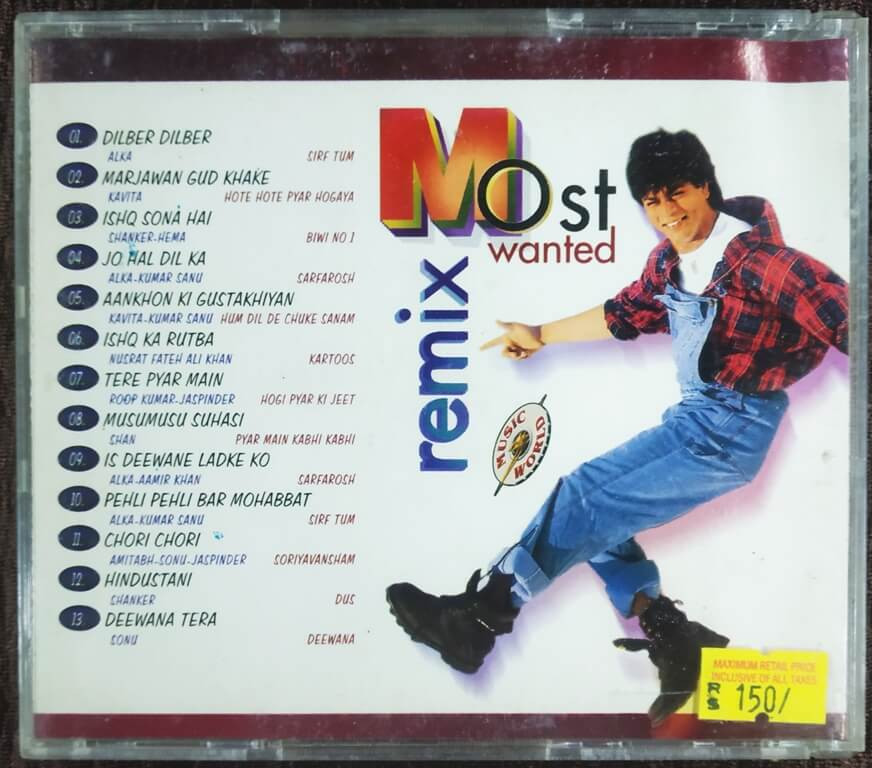 01. DILBER DILBER
ALKA SIRF TUM
02. MARJAWAN GUD KHAKE
KAVITA HOTE HOTE PYAR HOGAYA
03. ISHQ SONA HAI
SHANKER-HEMA BIWI NO 1
04. JO HAL DIL KA
ALKA-KUMAR SANU SARFAROSH
05. AANKHON KI GUSTAKHIYAN
KAVITA-KUMAR SANU HUM DIL DE CHUKE SANAM
06. ISHQ KA RUTBA
NUSRAT FATEH ALI KHAN KARTOOS
07. TERE PYAR MAIN
ROOP KUMAR-JASPINDER HOGI PYAR KI JEET
08. MUSUMUSU SUHASI
SHAN PYAR MAIN KABHI KABHI
09. IS DEEWANE LADKE KO
ALKA-AAMIR KHAN SARFAROSH
10. PEHLI PEHLI BAR MOHABBAT
ALKA-KUMAR SANU SIRF TUM
11. CHORI CHORI
AMITABH-SONU-JASPINDER SORIYAVANSHAM
12. HINDUSTANI
SHANKER DUS
13. DEEWANA TERA
SONU DEEWANA
Most
wanted
remix
MUSIC
WORLD
MAXIMUM RETAIL PRICE
INCLUSIVE OF ALL TAXES
RS 150/